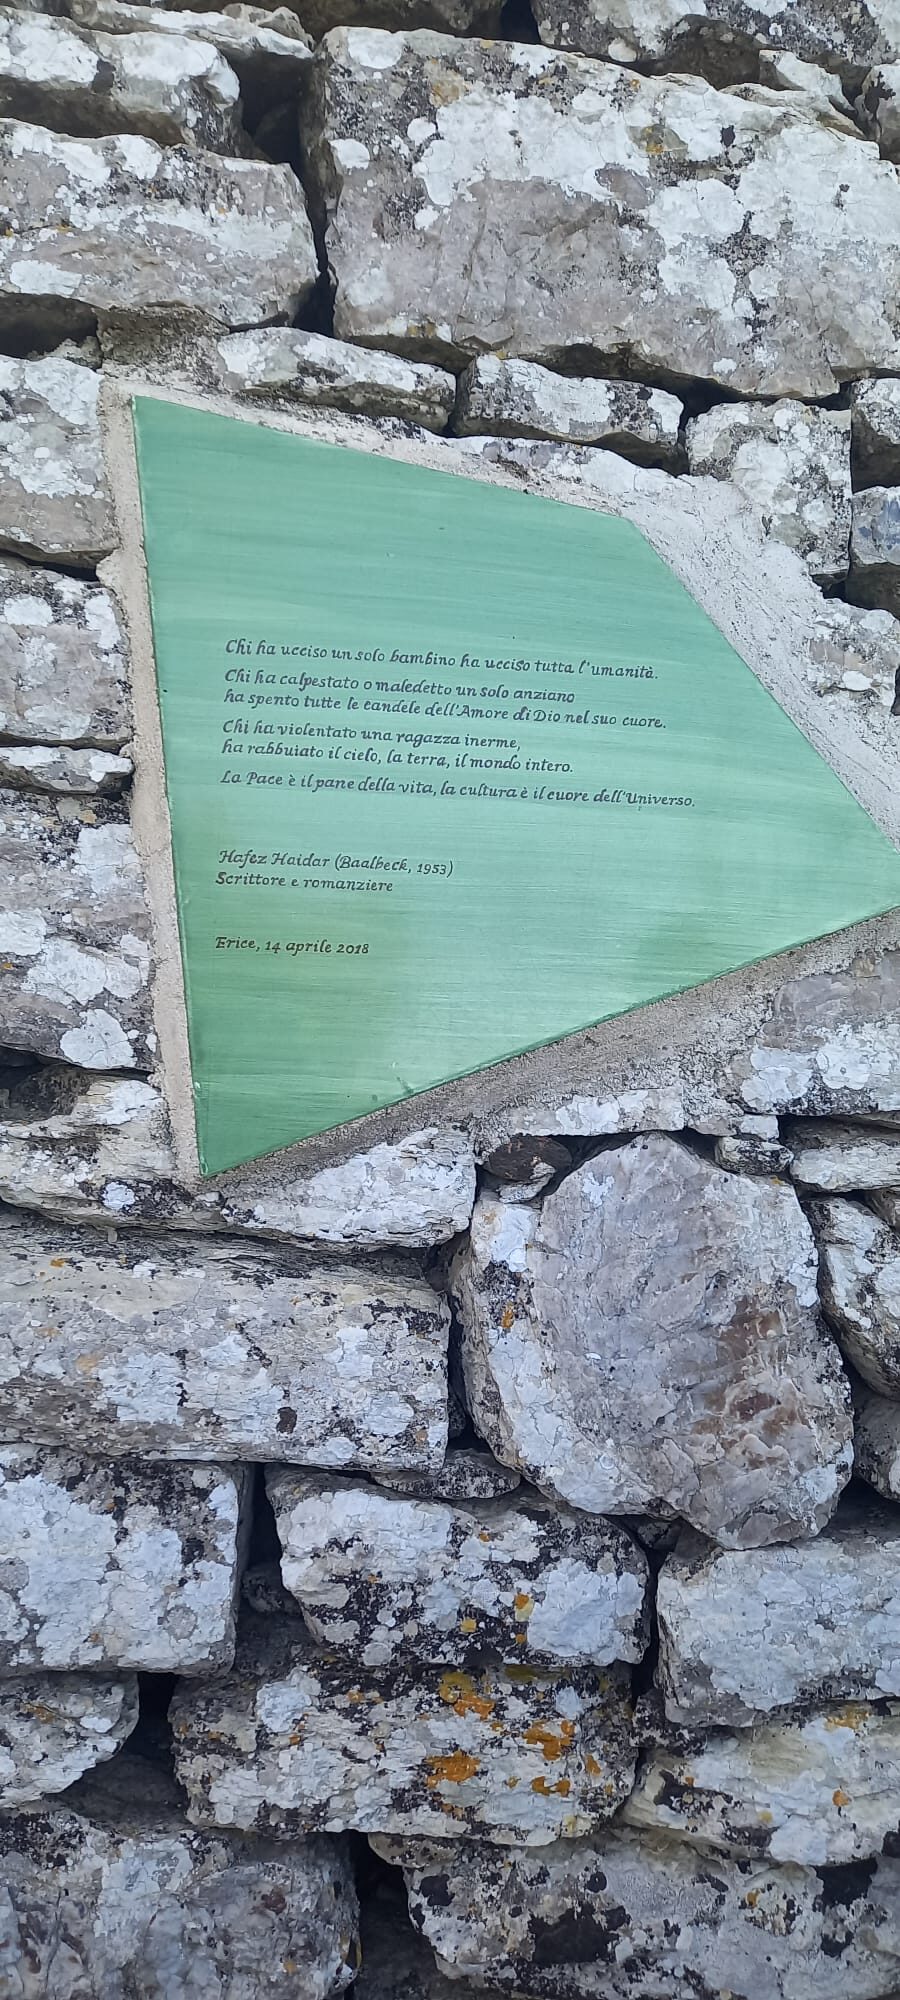 Chi ha ucciso un solo bambino ha ucciso tutta l'umanità.
Chi ha calpestato o maledetto un solo anziano
ha spento tutte le candele dell'Amore di Dio nel suo cuore.
Chi ha violentato una ragazza inerme,
ha rabbuiato il cielo, la terra, il mondo intero.
La Pace è il pane della vita, la cultura è il cuore dell'Universo.
Hafez Haidar (Baalbeck, 1953)
Scrittore e romanziere
Erice, 14 aprile 2018